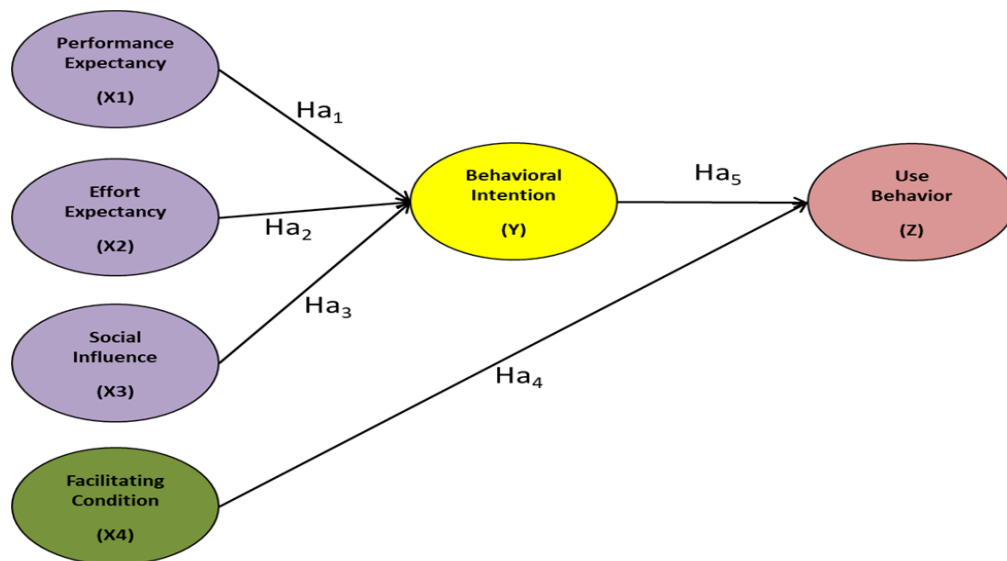 Performance
Expectancy
(X1)
Ha₁
Effort
Expectancy
(X2)
Ha₂
Social
Influence
(X3)
Ha₃
Behavioral
Intention
(Y)
Ha₅
Use
Behavior
(Z)
Facilitating
Condition
(X4)
Ha₄